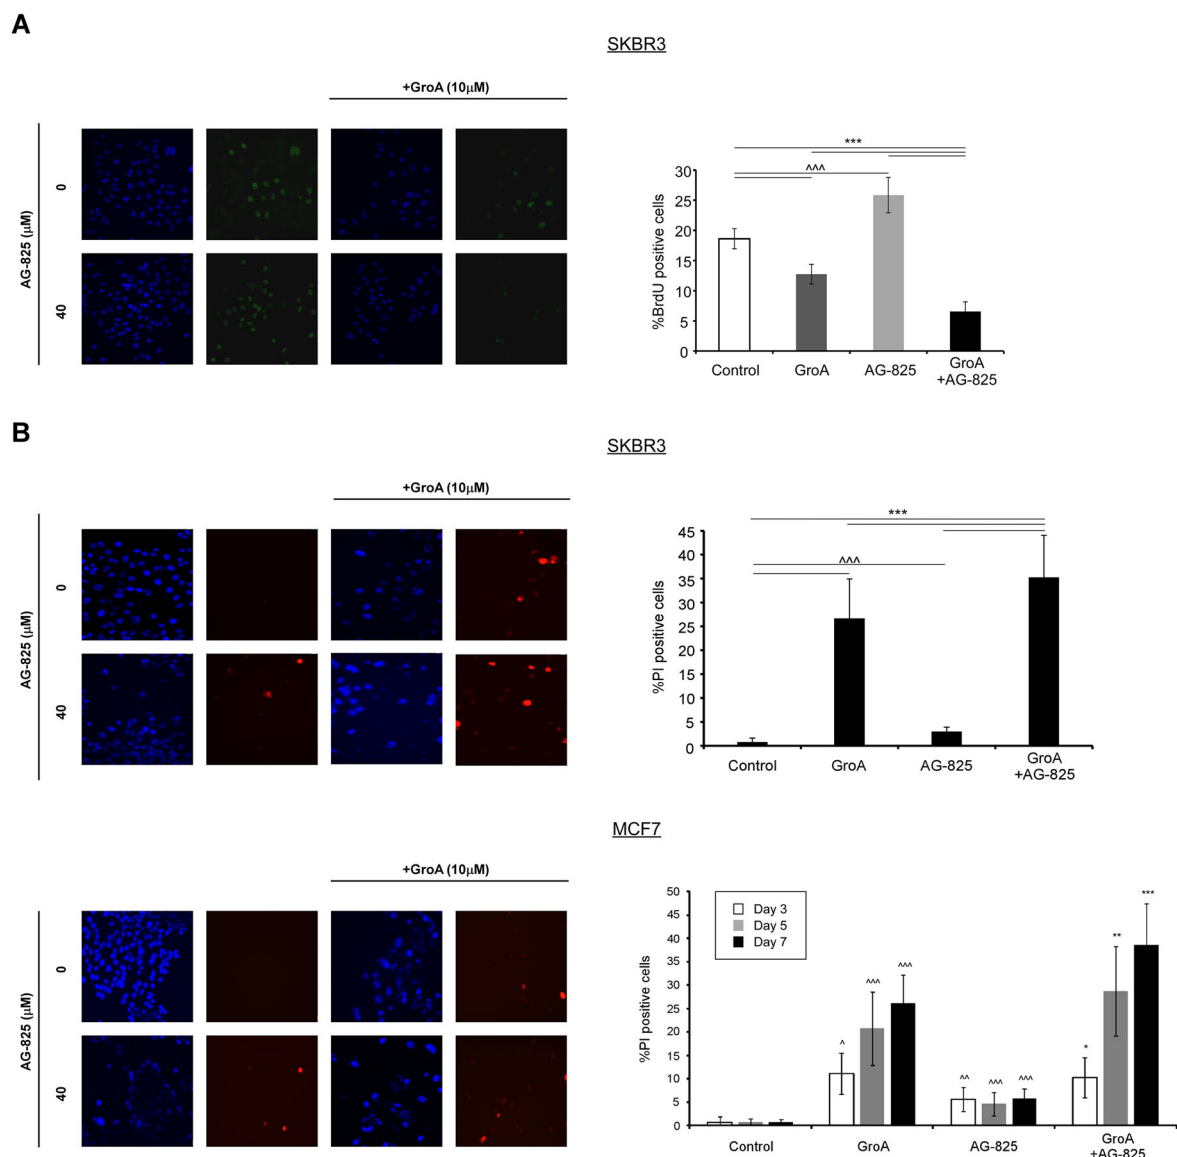 A
SKBR3
+GroA (10μM)
AG-825 (μM)
0
40
***
^^^
%BrdU positive cells
30
25
20
15
10
5
0
Control
GroA
AG-825
GroA
+AG-825
B
SKBR3
+GroA (10μM)
AG-825 (μM)
0
40
***
^^^
%PI positive cells
45
40
35
30
25
20
15
10
5
0
Control
GroA
AG-825
GroA
+AG-825
MCF7
+GroA (10μM)
AG-825 (μM)
0
40
%PI positive cells
50
45
40
35
30
25
20
15
10
5
0
Day 3
Day 5
Day 7
^
^^^
^^^
^^
^^^
^^^
*
**
***
Control
GroA
AG-825
GroA
+AG-825